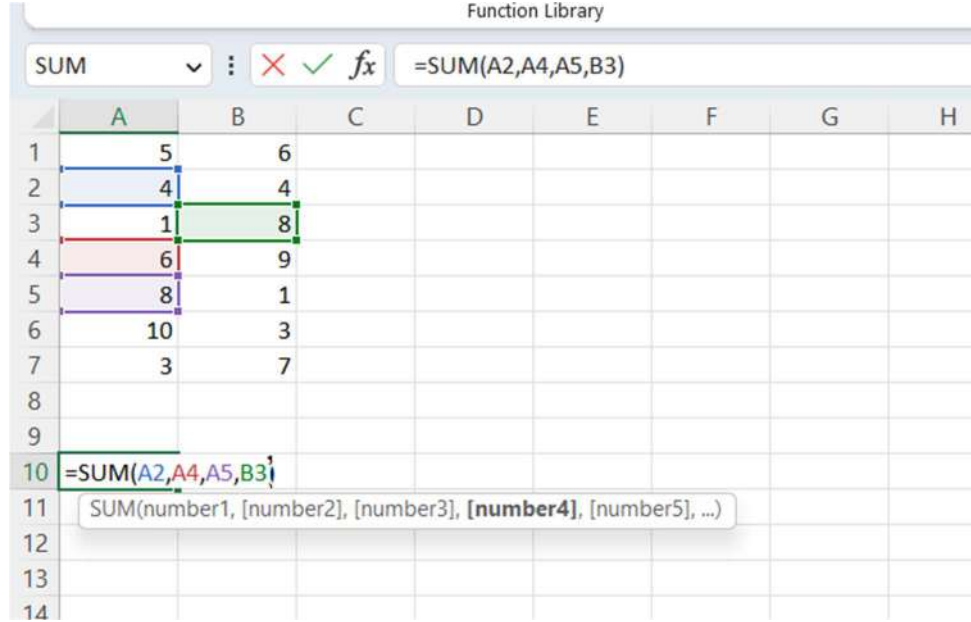 Function Library
SUM fx =SUM(A2,A4,A5,B3)
A B C D E F G H
1 5 6
2 4 4
3 1 8
4 6 9
5 8 1
6 10 3
7 3 7
8
9
10 =SUM(A2,A4,A5,B3)
11 SUM(number1, [number2], [number3], [number4], [number5], ...)
12
13
14